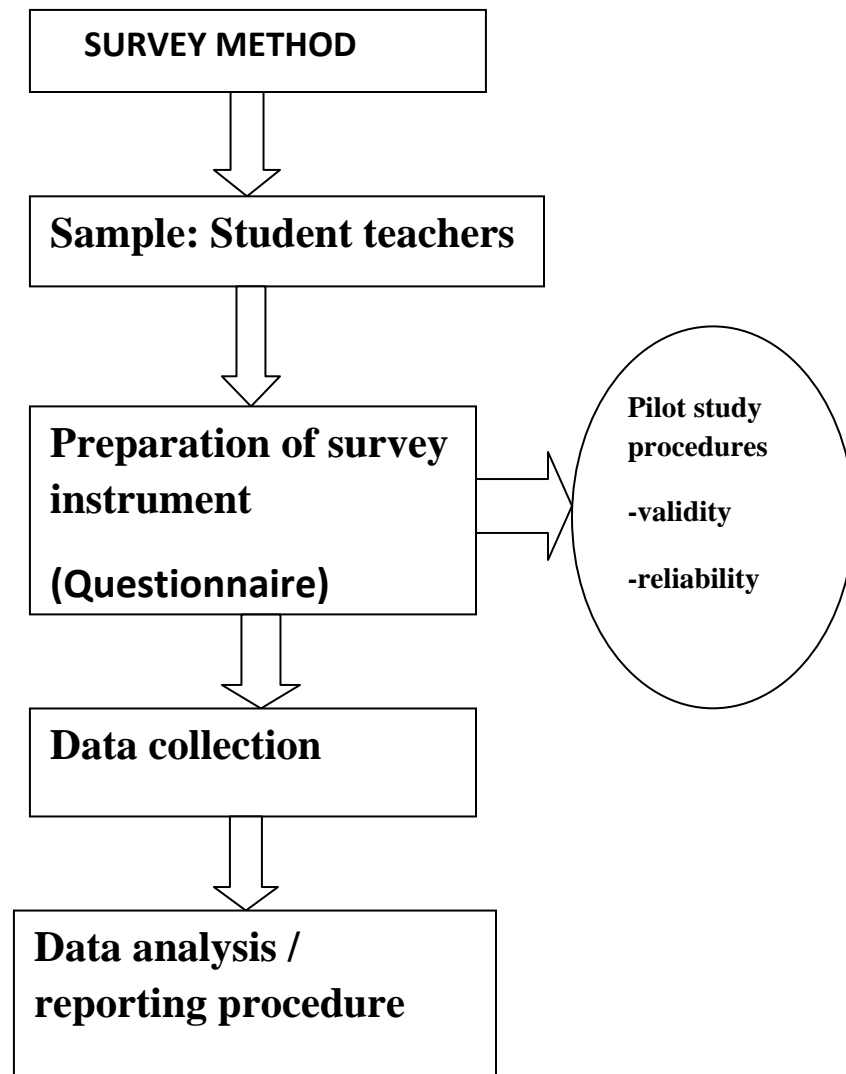 SURVEY METHOD
Sample: Student teachers
Preparation of survey
instrument
(Questionnaire)
Pilot study
procedures
-validity
-reliability
Data collection
Data analysis /
reporting procedure